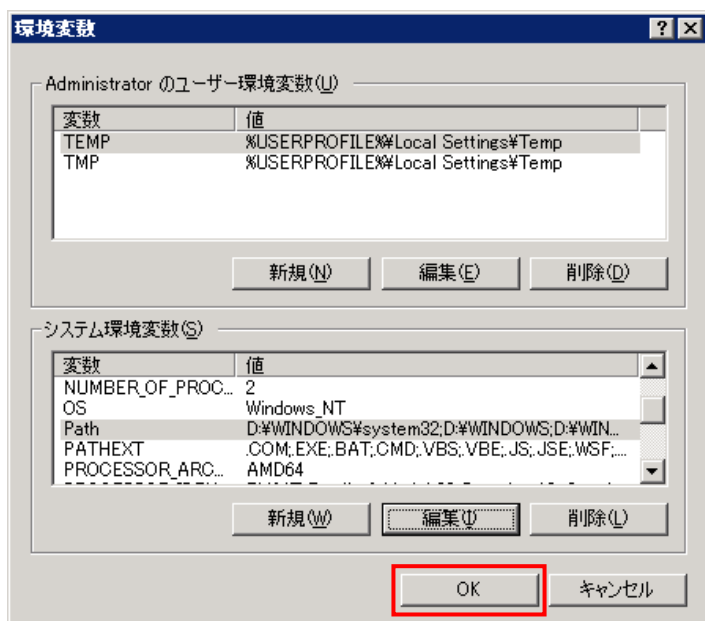 環境変数
Administrator のユーザー環境変数(U)
変数 値
TEMP %USERPROFILE%¥Local Settings¥Temp
TMP %USERPROFILE%¥Local Settings¥Temp
新規(N) 編集(E) 削除(D)
システム環境変数(S)
変数 値
NUMBER_OF_PROC... 2
OS Windows_NT
Path D:¥WINDOWS¥system32;D:¥WINDOWS;D:¥WIN...
PATHEXT .COM;.EXE;.BAT;.CMD;.VBS;.VBE;.JS;.JSE;.WSF;...
PROCESSOR_ARC... AMD64
新規(W) 編集(I) 削除(L)
OK キャンセル